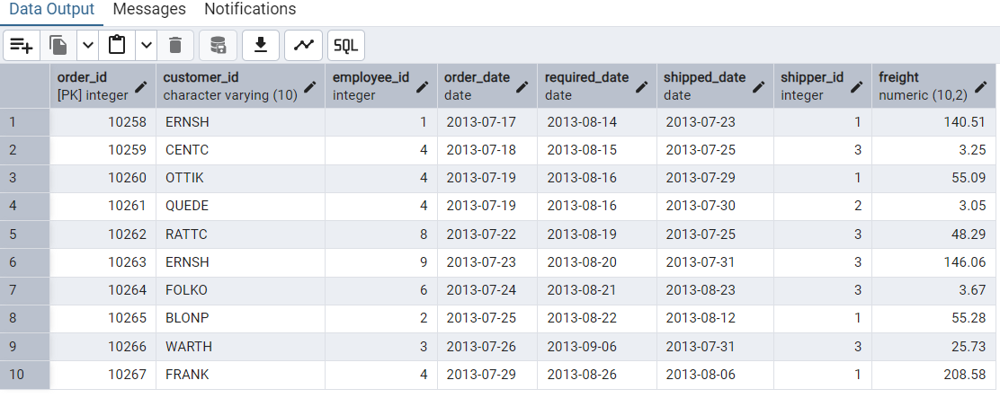 Data Output Messages Notifications
SQL
order_id customer_id employee_id order_date required_date shipped_date shipper_id freight
[PK] integer character varying (10) integer date date date integer numeric (10,2)
1 10258 ERNSH 1 2013-07-17 2013-08-14 2013-07-23 1 140.51
2 10259 CENTC 4 2013-07-18 2013-08-15 2013-07-25 3 3.25
3 10260 OTTIK 4 2013-07-19 2013-08-16 2013-07-29 1 55.09
4 10261 QUEDE 4 2013-07-19 2013-08-16 2013-07-30 2 3.05
5 10262 RATTC 8 2013-07-22 2013-08-19 2013-07-25 3 48.29
6 10263 ERNSH 9 2013-07-23 2013-08-20 2013-07-31 3 146.06
7 10264 FOLKO 6 2013-07-24 2013-08-21 2013-08-23 3 3.67
8 10265 BLONP 2 2013-07-25 2013-08-22 2013-08-12 1 55.28
9 10266 WARTH 3 2013-07-26 2013-09-06 2013-07-31 3 25.73
10 10267 FRANK 4 2013-07-29 2013-08-26 2013-08-06 1 208.58